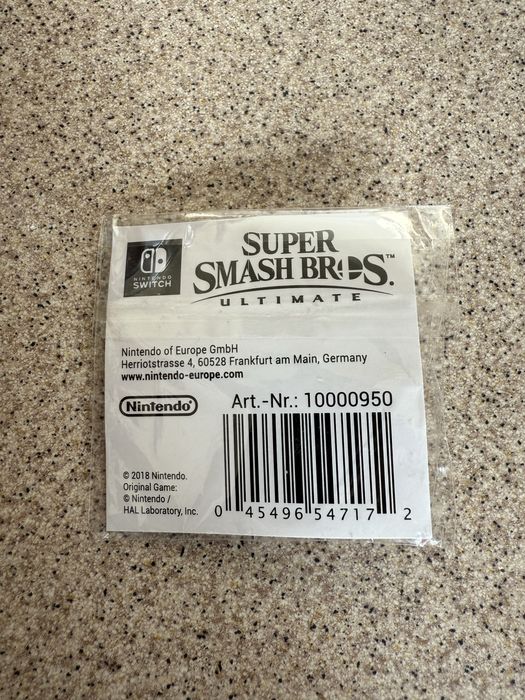 SUPER
SMASH BROS.™
ULTIMATE
NINTENDO
SWITCH
Nintendo of Europe GmbH
Herriotstrasse 4, 60528 Frankfurt am Main, Germany
www.nintendo-europe.com
Nintendo®
Art.-Nr.: 10000950
© 2018 Nintendo.
Original Game:
© Nintendo /
HAL Laboratory, Inc.
0 45496 54717 2